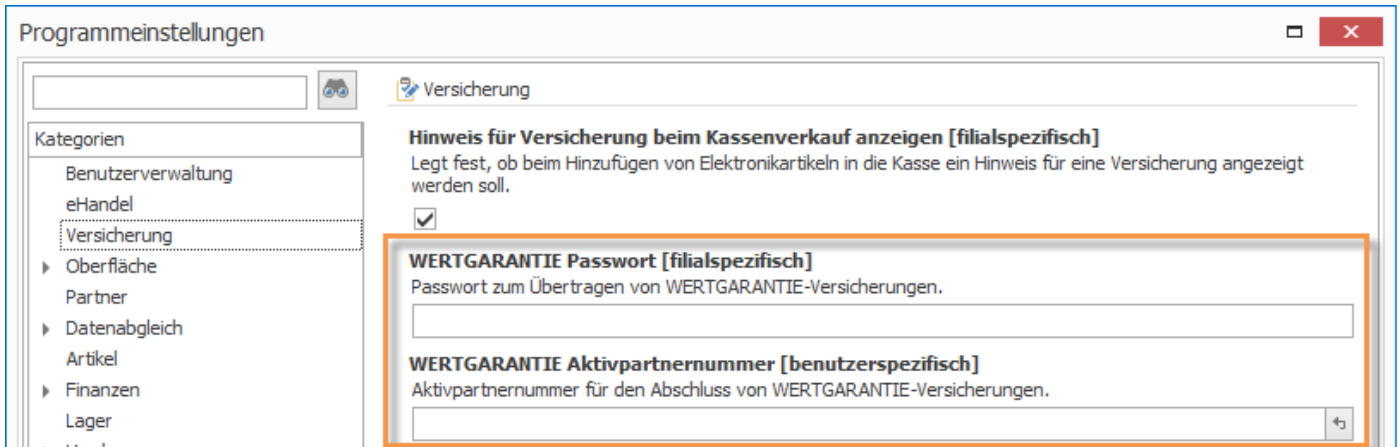 Programmeinstellungen
Versicherung
Kategorien
Benutzerverwaltung
eHandel
Versicherung
Oberfläche
Partner
Datenabgleich
Artikel
Finanzen
Lager
Hinweis für Versicherung beim Kassenverkauf anzeigen [filialspezifisch]
Legt fest, ob beim Hinzufügen von Elektronikartikeln in die Kasse ein Hinweis für eine Versicherung angezeigt
werden soll.
WERTGARANTIE Passwort [filialspezifisch]
Passwort zum Übertragen von WERTGARANTIE-Versicherungen.
WERTGARANTIE Aktivpartnernummer [benutzerspezifisch]
Aktivpartnernummer für den Abschluss von WERTGARANTIE-Versicherungen.